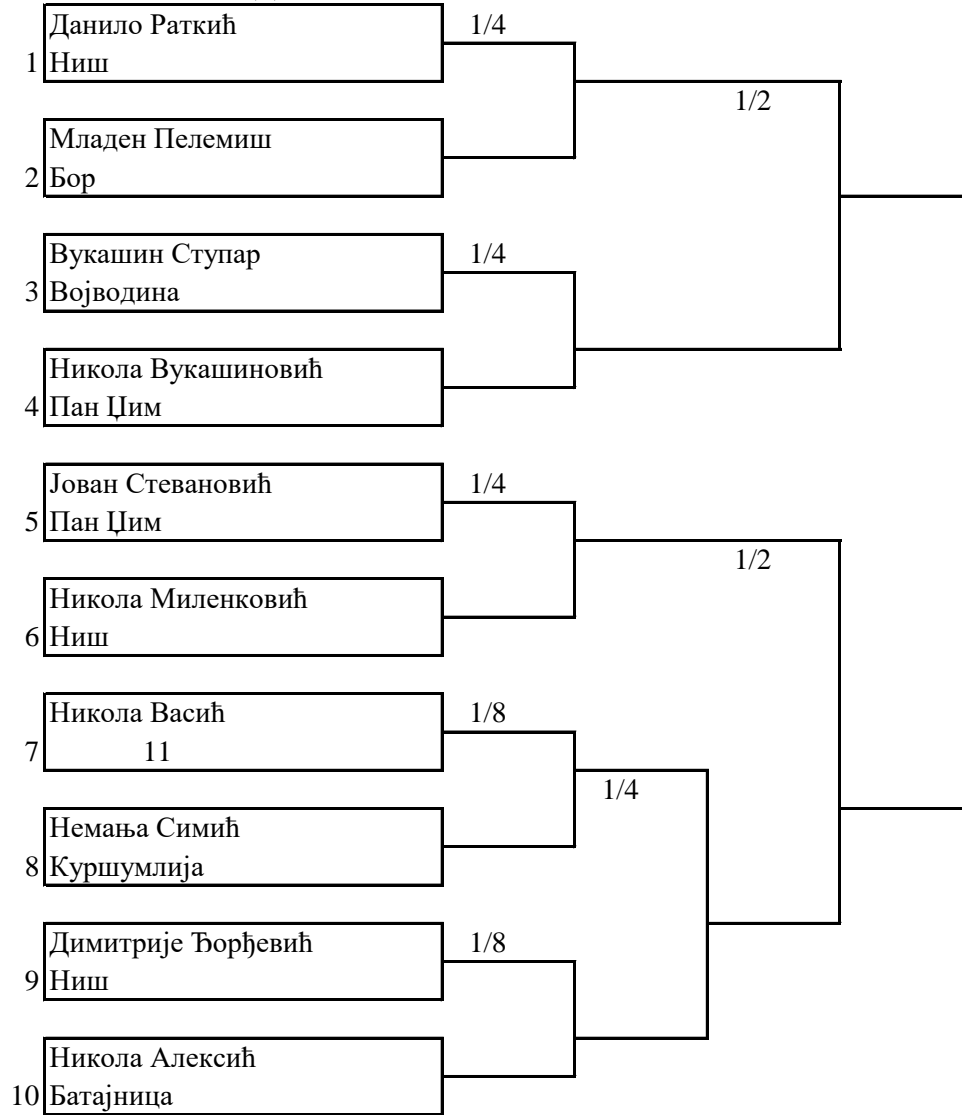 Данило Раткић 1/4
1 Ниш
1/2
Младен Пелемиш
2 Бор
Вукашин Ступар 1/4
3 Војводина
Никола Вукашиновић
4 Пан Џим
Јован Стевановић 1/4
5 Пан Џим
1/2
Никола Миленковић
6 Ниш
Никола Васић 1/8
7 11
1/4
Немања Симић
8 Куршумлија
Димитрије Ђорђевић 1/8
9 Ниш
Никола Алексић
10 Батајница